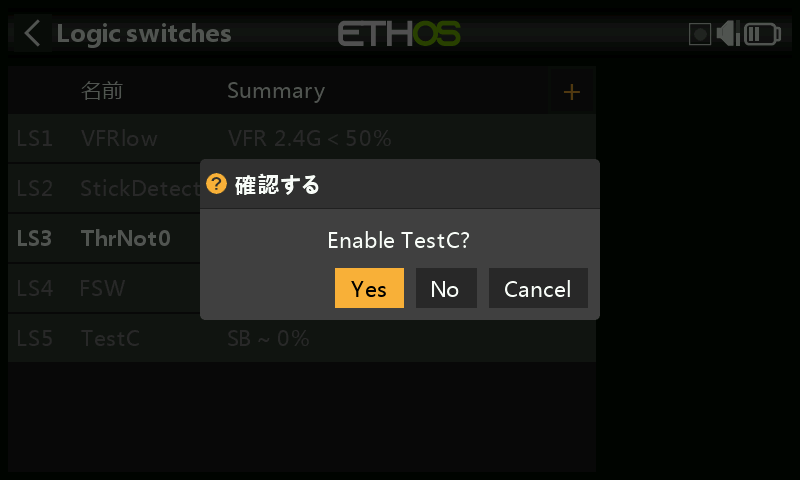 Logic switches
ETHOS
名前 Summary +
LS1 VFRlow VFR 2.4G < 50%
LS2 StickDetect
? 確認する
LS3 ThrNot0
Enable TestC?
LS4 FSW
Yes No Cancel
LS5 TestC SB ~ 0%